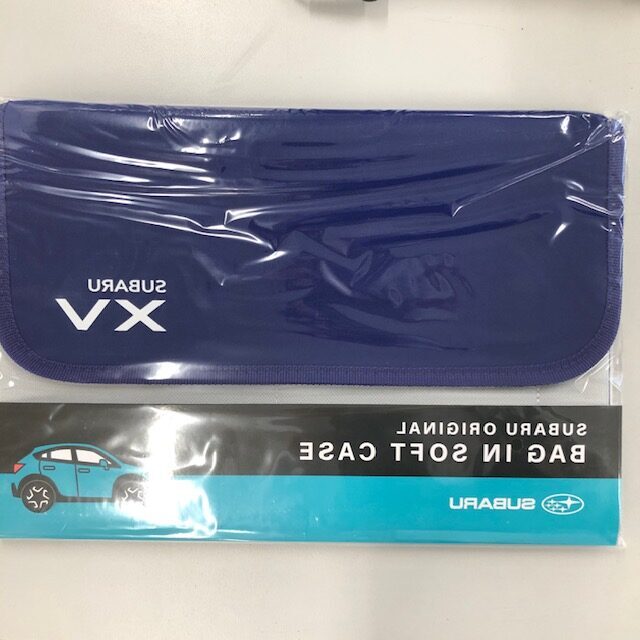 SUBARU
XV
SUBARU ORIGINAL
BAG IN SOFT CASE
SUBARU